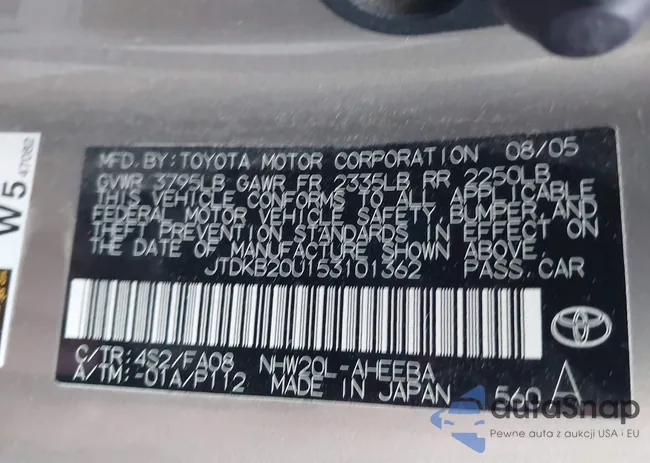 MFD. BY: TOYOTA MOTOR CORPORATION 08/05
GVWR 3795LB GAWR FR 2335LB RR 2250LB
THIS VEHICLE CONFORMS TO ALL APPLICABLE
FEDERAL MOTOR VEHICLE SAFETY, BUMPER, AND
THEFT PREVENTION STANDARDS IN EFFECT ON
THE DATE OF MANUFACTURE SHOWN ABOVE.
JTDKB20U153101362 PASS.CAR
C/TR: 4S2/FA08 NHW20L-AHEEBA
A/TM: -01A/P112 MADE IN JAPAN 560 A
W5
47082
autosnap
Pewne auta z aukcji USA i EU